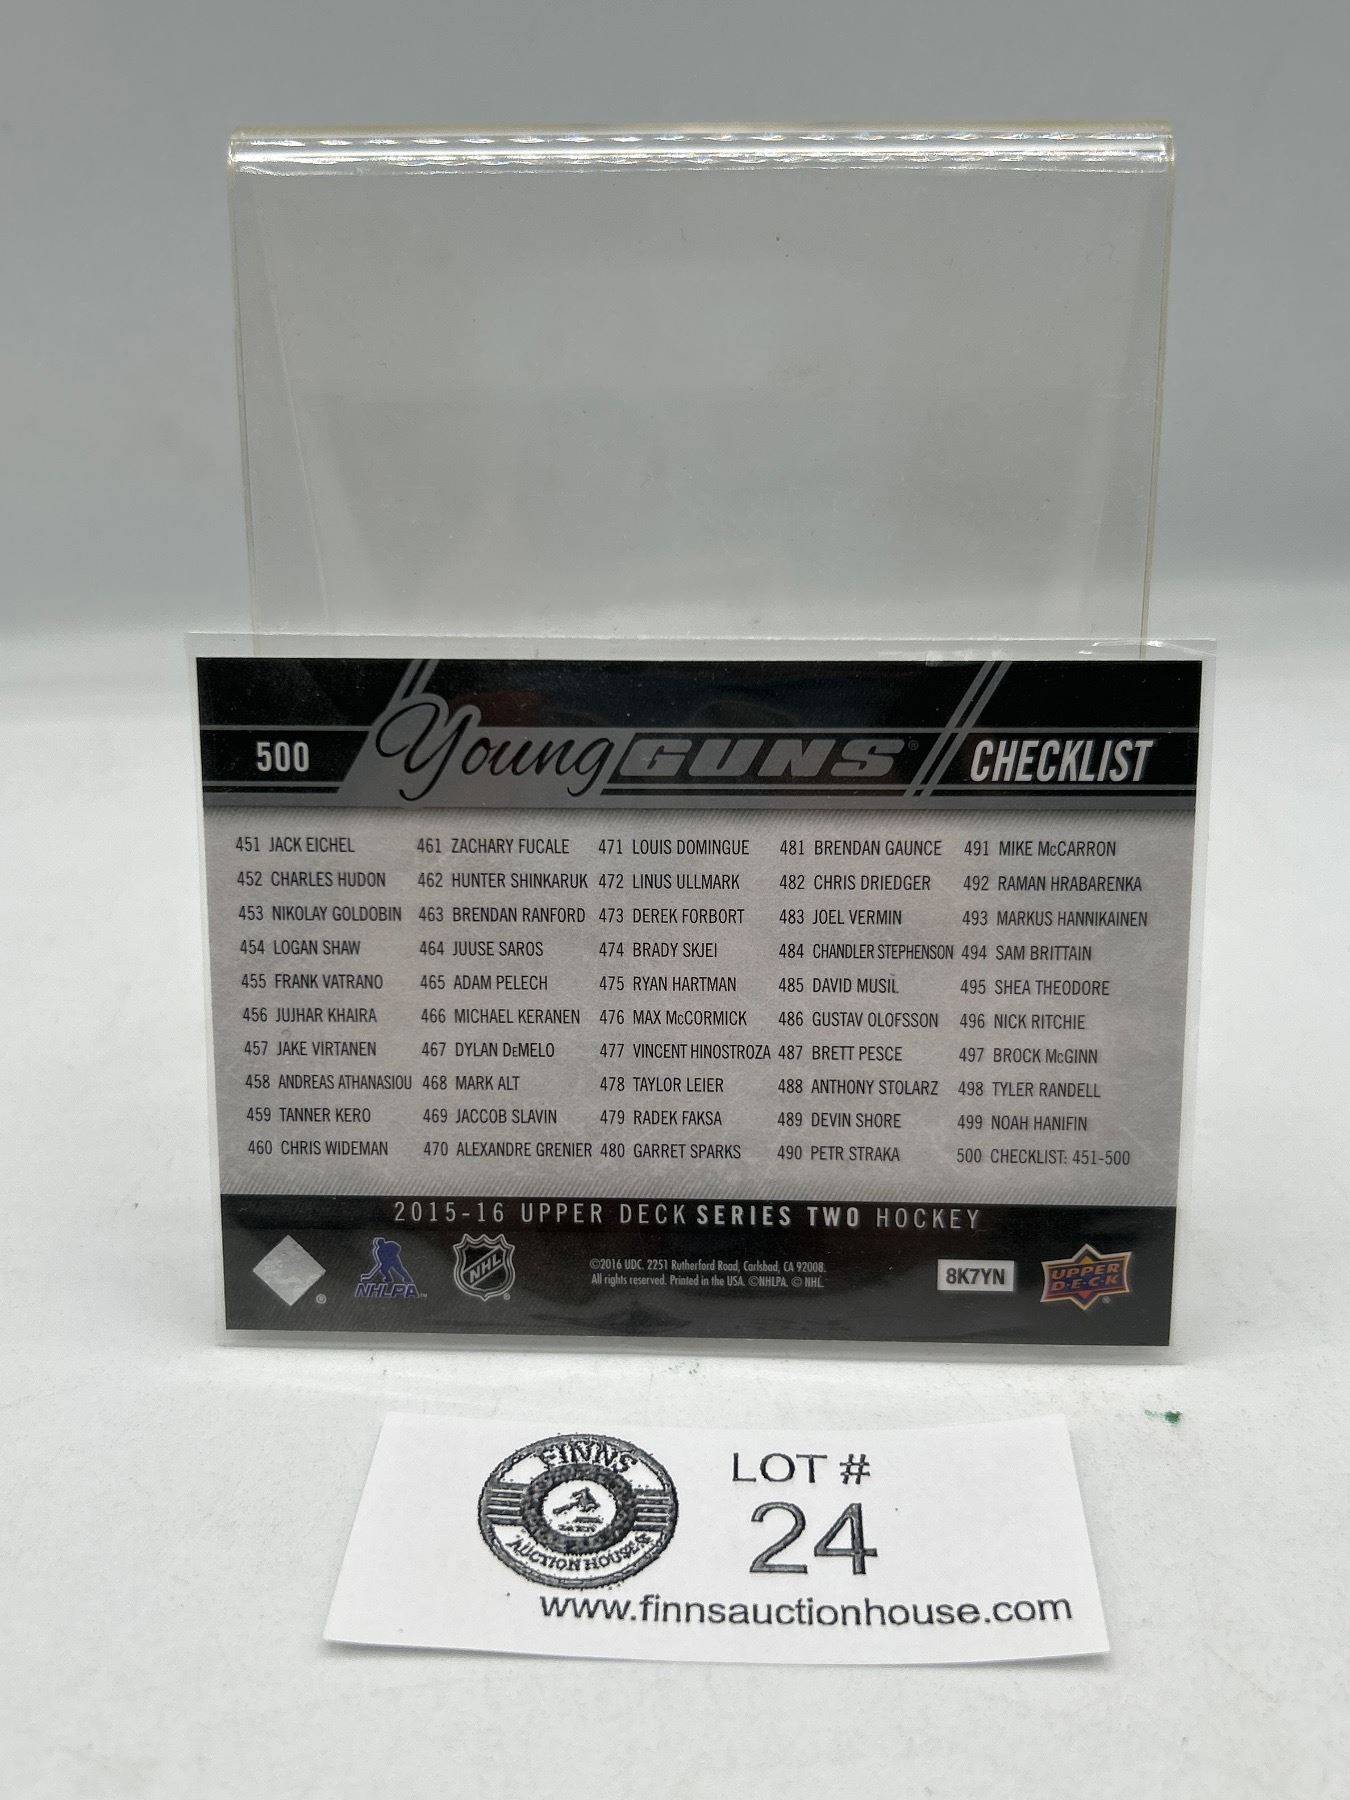 500 Young GUNS® CHECKLIST
451 JACK EICHEL
452 CHARLES HUDON
453 NIKOLAY GOLDOBIN
454 LOGAN SHAW
455 FRANK VATRANO
456 JUJHAR KHAIRA
457 JAKE VIRTANEN
458 ANDREAS ATHANASIOU
459 TANNER KERO
460 CHRIS WIDEMAN
461 ZACHARY FUCALE
462 HUNTER SHINKARUK
463 BRENDAN RANFORD
464 JUUSE SAROS
465 ADAM PELECH
466 MICHAEL KERANEN
467 DYLAN DEMELO
468 MARK ALT
469 JACCOB SLAVIN
470 ALEXANDRE GRENIER
471 LOUIS DOMINGUE
472 LINUS ULLMARK
473 DEREK FORBORT
474 BRADY SKJEI
475 RYAN HARTMAN
476 MAX McCORMICK
477 VINCENT HINOSTROZA
478 TAYLOR LEIER
479 RADEK FAKSA
480 GARRET SPARKS
481 BRENDAN GAUNCE
482 CHRIS DRIEDGER
483 JOEL VERMIN
484 CHANDLER STEPHENSON
485 DAVID MUSIL
486 GUSTAV OLOFSSON
487 BRETT PESCE
488 ANTHONY STOLARZ
489 DEVIN SHORE
490 PETR STRAKA
491 MIKE McCARRON
492 RAMAN HRABARENKA
493 MARKUS HANNIKAINEN
494 SAM BRITTAIN
495 SHEA THEODORE
496 NICK RITCHIE
497 BROCK McGINN
498 TYLER RANDELL
499 NOAH HANIFIN
500 CHECKLIST: 451-500
2015-16 UPPER DECK SERIES TWO HOCKEY
NHLPA™
NHL®
©2016 UDC. 2251 Rutherford Road, Carlsbad, CA 92008.
All rights reserved. Printed in the USA. ©NHLPA. © NHL.
8K7YN
UPPER
D·E·C·K®
FINNS
AUCTION HOUSE
LOT #
24
www.finnsauctionhouse.com